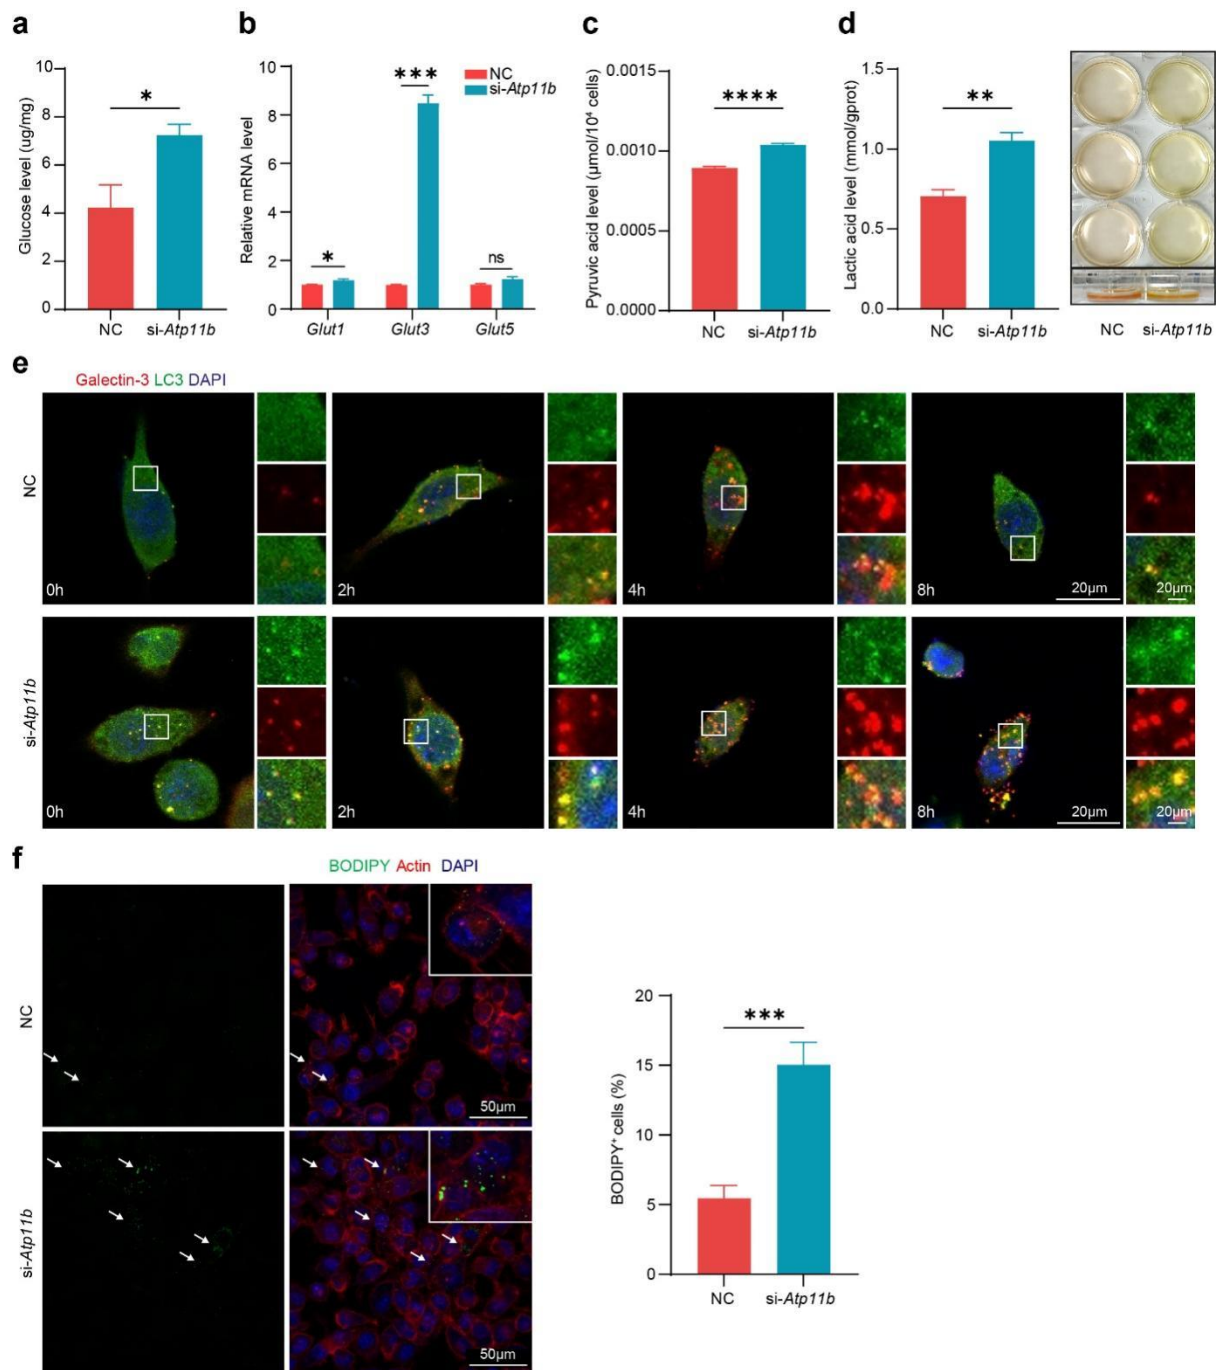 a
Glucose level (ug/mg)
10
8
6
4
2
0
*
NC
si-Atp11b
b
Relative mRNA level
10
8
6
4
2
0
*
***
ns
NC
si-Atp11b
Glut1
Glut3
Glut5
c
Pyruvic acid level (μmol/10⁴ cells)
0.0015
0.0010
0.0005
0.0000
****
NC
si-Atp11b
d
Lactic acid level (mmol/gprot)
1.5
1.0
0.5
0.0
**
NC
si-Atp11b
NC
si-Atp11b
e
Galectin-3 LC3 DAPI
NC
0h
2h
4h
8h
20μm
20μm
si-Atp11b
0h
2h
4h
8h
20μm
20μm
f
BODIPY Actin DAPI
NC
50μm
si-Atp11b
50μm
BODIPY⁺ cells (%)
20
15
10
5
0
***
NC
si-Atp11b